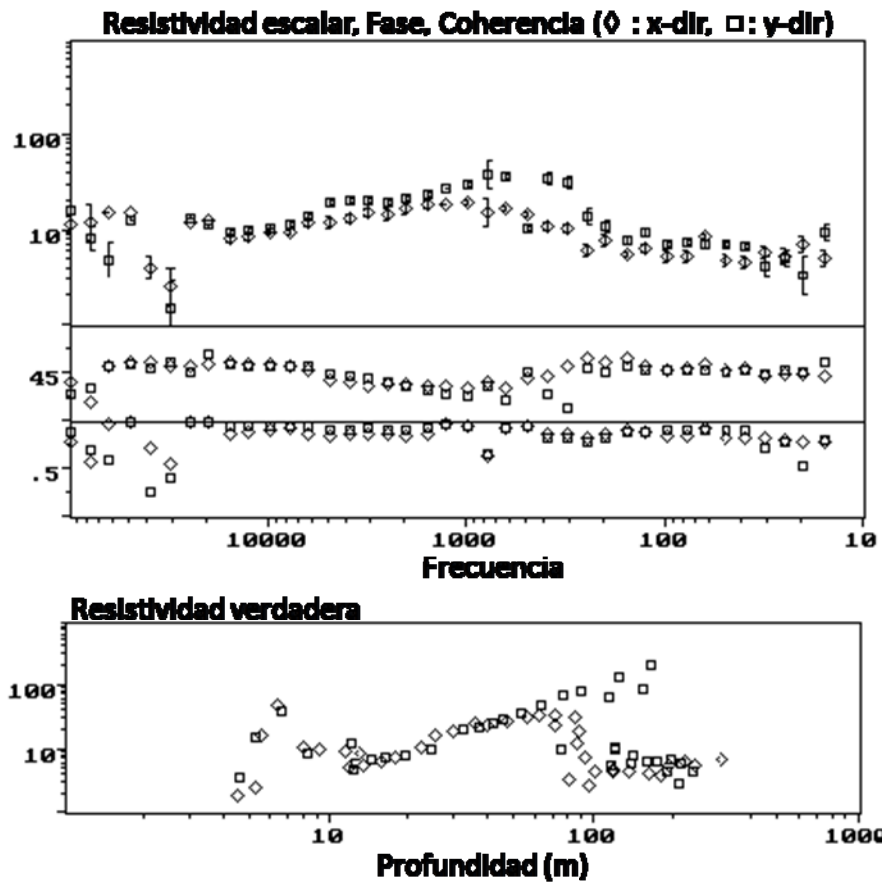 Resistividad escalar, Fase, Coherencia (◊ : x-dir, □ : y-dir)
100
10
45
.5
10000 1000 100 10
Frecuencia
Resistividad verdadera
100
10
10 100 1000
Profundidad (m)